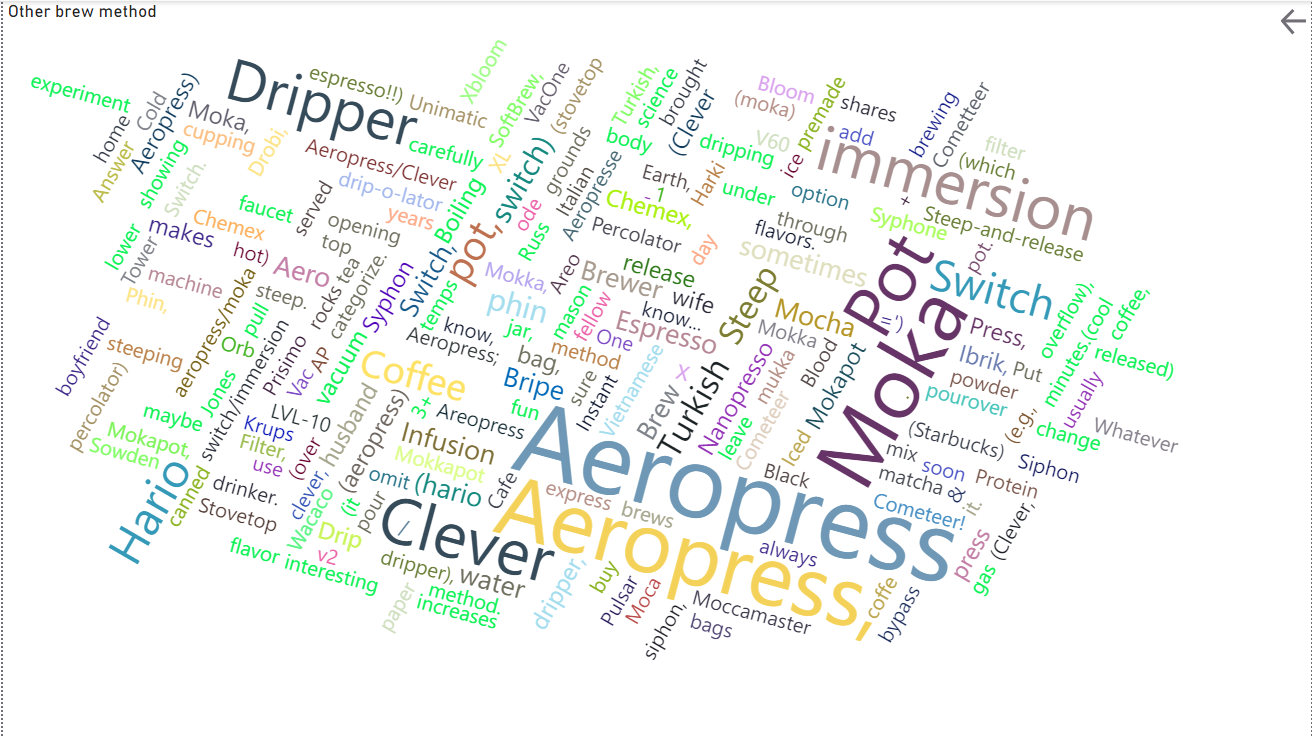 Other brew method
experiment
home
Cold
Answer
Aeropress)
Moka,
cupping
Dripper
espresso!!)
Unimatic
Xbloom
SoftBrew,
VacOne
(stovetop
Turkish,
science
brought
(Clever
Bloom
(moka)
premade
shares
brewing
Cometteer
filter
(which
showing
Switch.
Drobi,
Aeropress/Clever
carefully
XL
switch)
grounds
body
dripping
V60
ice
add
immersion
lower
Tower
makes
Chemex
faucet
served
drip-o-lator
years
Boiling
ode
Italian
Aeropresse
Earth,
- 1
Harki
under
option
+
Syphone
Steep-and-release
hot)
opening
top
pot,
Russ
Chemex,
Percolator
day
flavors.
through
sometimes
pot.
machine
Phin,
Aero
steep.
tea
rocks
categorize.
Syphon
Switch,
Mokka,
Areo
Brewer
release
wife
Steep
Pot
Switch
boyfriend
steeping
aeropress/moka
pull
Orb
Prismo
Vac
AP
vacuum
temps
know,
Aeropress;
phin
jar,
mason
fellow
One
Espresso
know...
Mocha
Mokka
=')
Moka
Press,
overflow),
minutes.(cool
coffee,
released)
percolator)
maybe
Jones
switch/immersion
LVL-10
husband
Coffee
3+
Areopress
bag,
Bripe
fun
method
sure
Instant
Vietnamese
Brew
x
Turkish
Nanopresso
mukka
Blood
Mokapot
Ibrik,
Put
powder
pourover
.
usually
Mokapot,
Sowden
Krups
Filter,
use
(over
(aeropress)
Infusion
Mokkapot
Aeropress
leave
Cometeer
Iced
(Starbucks)
(e.g.,
change
Whatever
Hario
canned
drinker.
Stovetop
clever,
Wacaco
(it
omit
(hario
Cafe
Black
mix
soon
matcha
&
Protein
Siphon
it.
pour
Drip
v2
Clever
/
Aeropress,
express
brews
always
Cometeer!
press
gas
(Clever,
flavor
interesting
dripper),
water
paper
method.
increases
dripper,
buy
Pulsar
Moca
siphon,
Moccamaster
bags
coffe
bypass